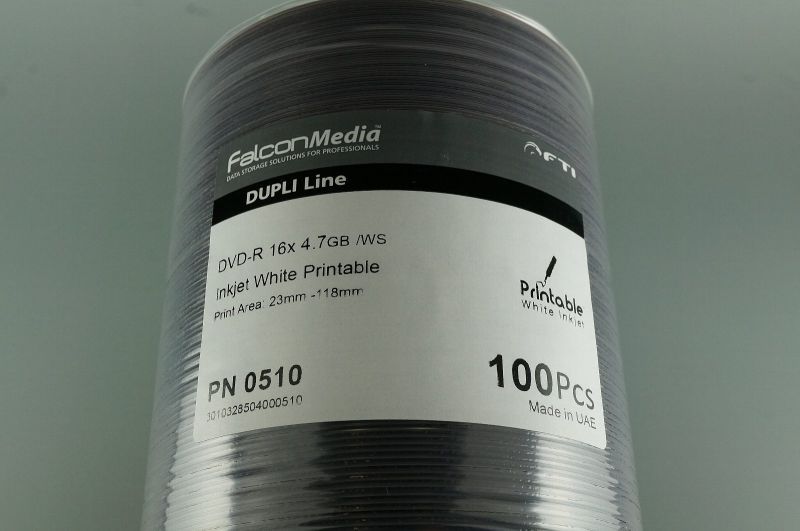 FalconMedia™
DATA STORAGE SOLUTIONS FOR PROFESSIONALS
FTI
DUPLI Line
DVD-R 16x 4.7GB /WS
Inkjet White Printable
Print Area: 23mm -118mm
Printable
White Inkjet
PN 0510
3010328504000510
100Pcs
Made in UAE